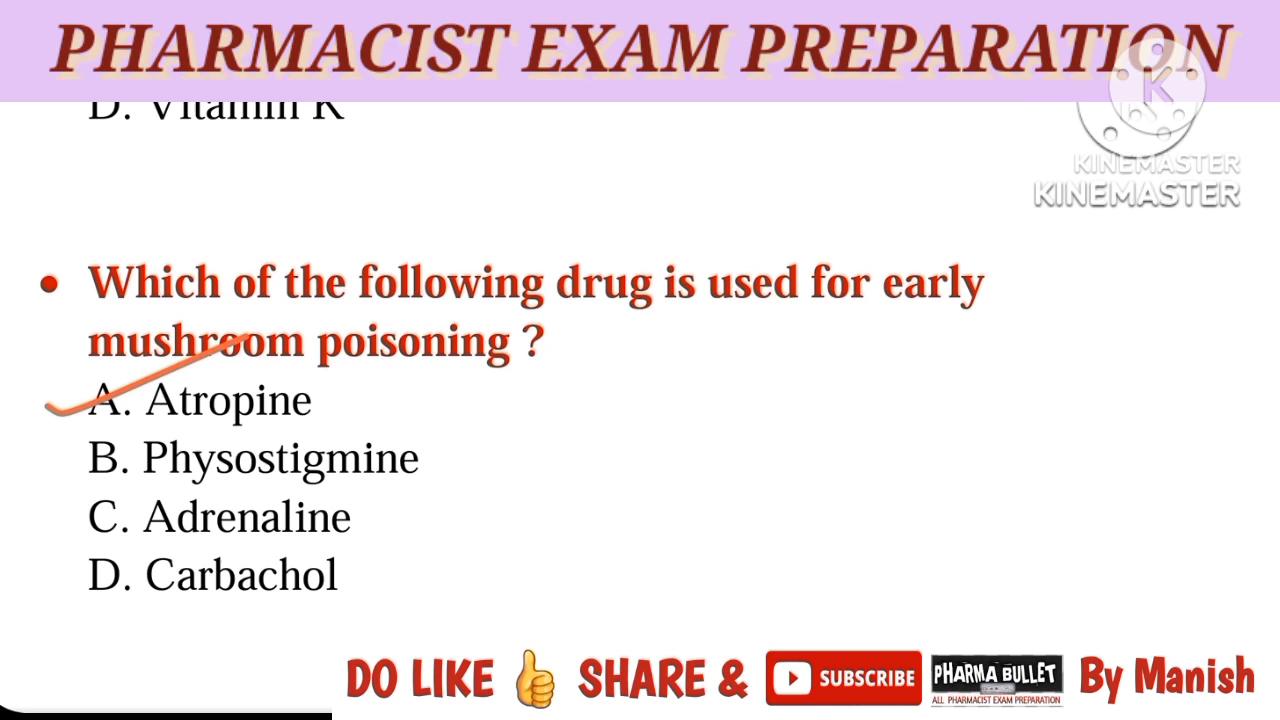 PHARMACIST EXAM PREPARATION
D. Vitamin K
KINEMASTER
KINEMASTER
• Which of the following drug is used for early
mushroom poisoning ?
A. Atropine
B. Physostigmine
C. Adrenaline
D. Carbachol
DO LIKE 👍 SHARE & SUBSCRIBE PHARMA BULLET By Manish
ALL PHARMACIST EXAM PREPARATION